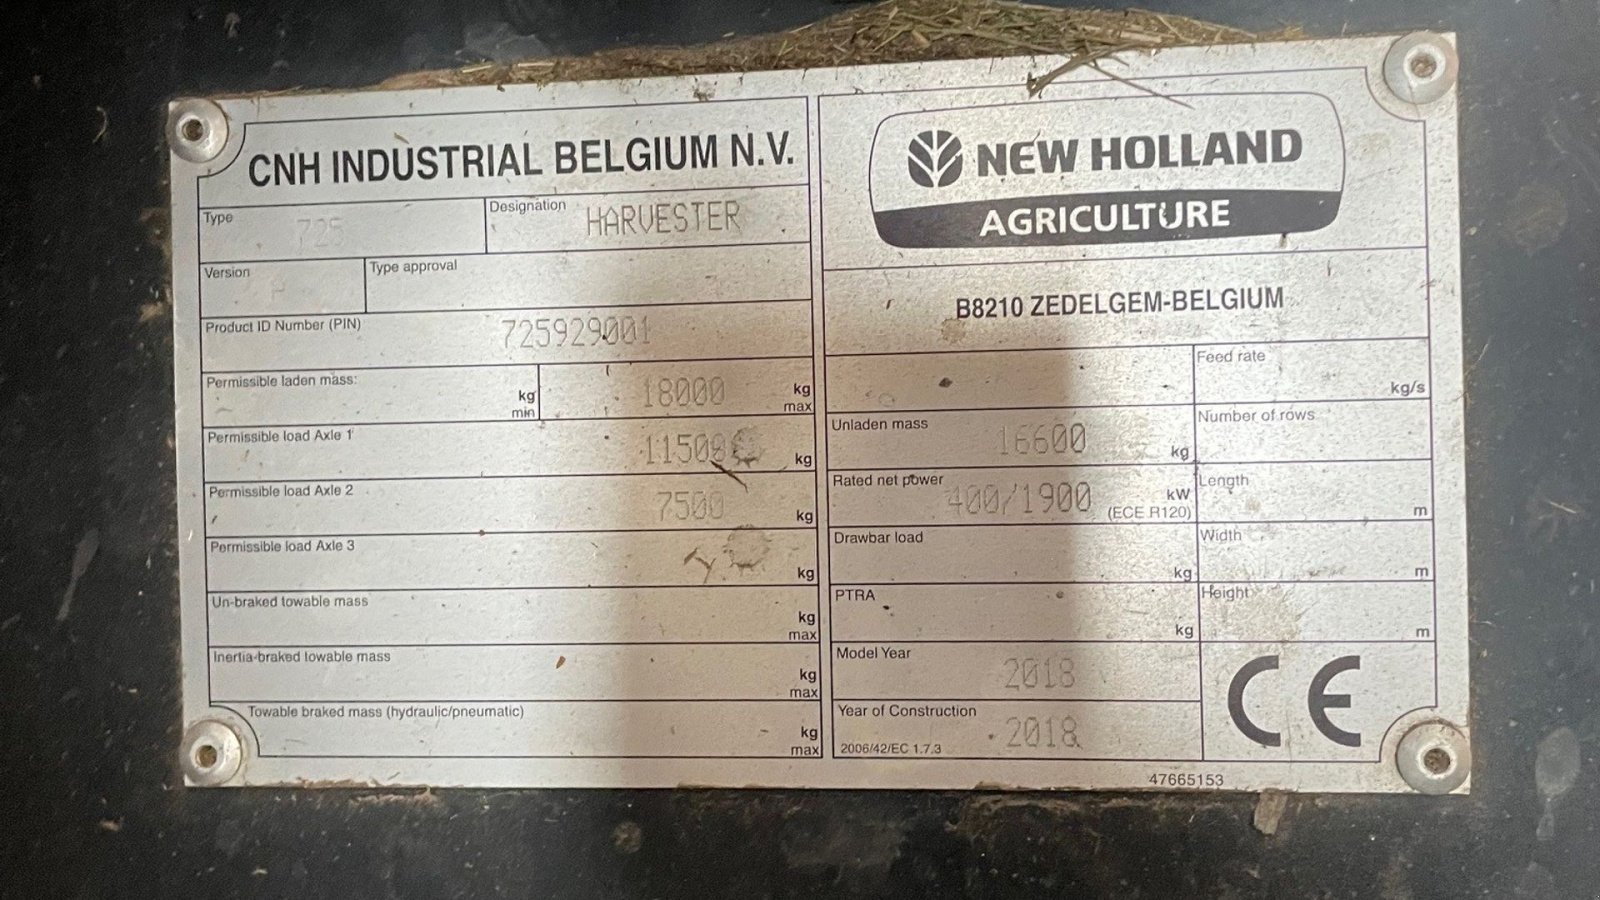 CNH INDUSTRIAL BELGIUM N.V.
Type 725
Designation HARVESTER
Version
Type approval
Product ID Number (PIN) 725929001
Permissible laden mass: kg min 18000 kg max
Permissible load Axle 1 11500 kg
Permissible load Axle 2 7500 kg
Permissible load Axle 3 kg
Un-braked towable mass kg max
Inertia-braked towable mass kg max
Towable braked mass (hydraulic/pneumatic) kg max
NEW HOLLAND
AGRICULTURE
B8210 ZEDELGEM-BELGIUM
Feed rate kg/s
Unladen mass 16600 kg
Number of rows
Rated net power 400/1900 kW (ECE R120)
Length m
Drawbar load kg
Width m
PTRA kg
Height m
Model Year 2018
Year of Construction 2018
2006/42/EC 1.7.3
CE
47665153